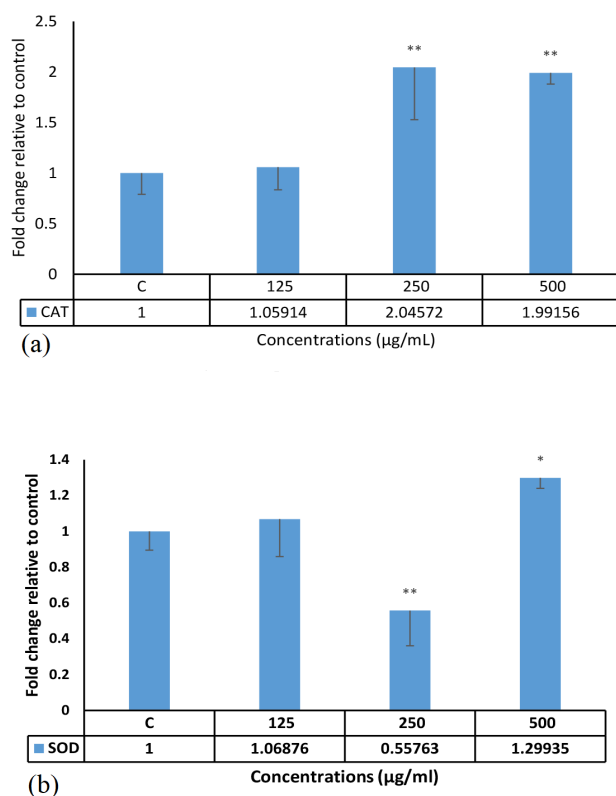 Fold change relative to control
2.5
2
1.5
1
0.5
0
** **
C 125 250 500
CAT 1 1.05914 2.04572 1.99156
(a) Concentrations (µg/mL)
Fold change relative to control
1.4
1.2
1
0.8
0.6
0.4
0.2
0
*
**
C 125 250 500
SOD 1 1.06876 0.55763 1.29935
(b) Concentrations (µg/ml)